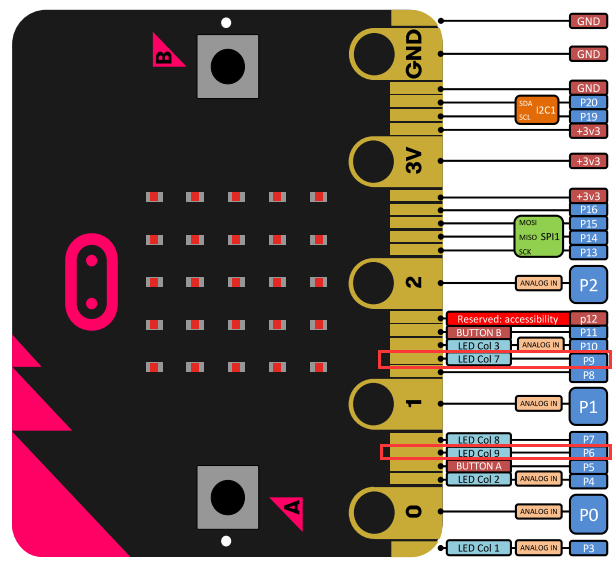 GND
GND
GND
SDA
I2C1
P20
SCL
P19
+3v3
3V
+3v3
+3v3
P16
MOSI
P15
MISO SPI1
P14
SCK
P13
2
ANALOG IN
P2
Reserved: accessibility
p12
BUTTON B
P11
LED Col 3
ANALOG IN
P10
LED Col 7
P9
P8
1
ANALOG IN
P1
LED Col 8
P7
LED Col 9
P6
BUTTON A
P5
LED Col 2
ANALOG IN
P4
0
ANALOG IN
P0
LED Col 1
ANALOG IN
P3
B
GND
A